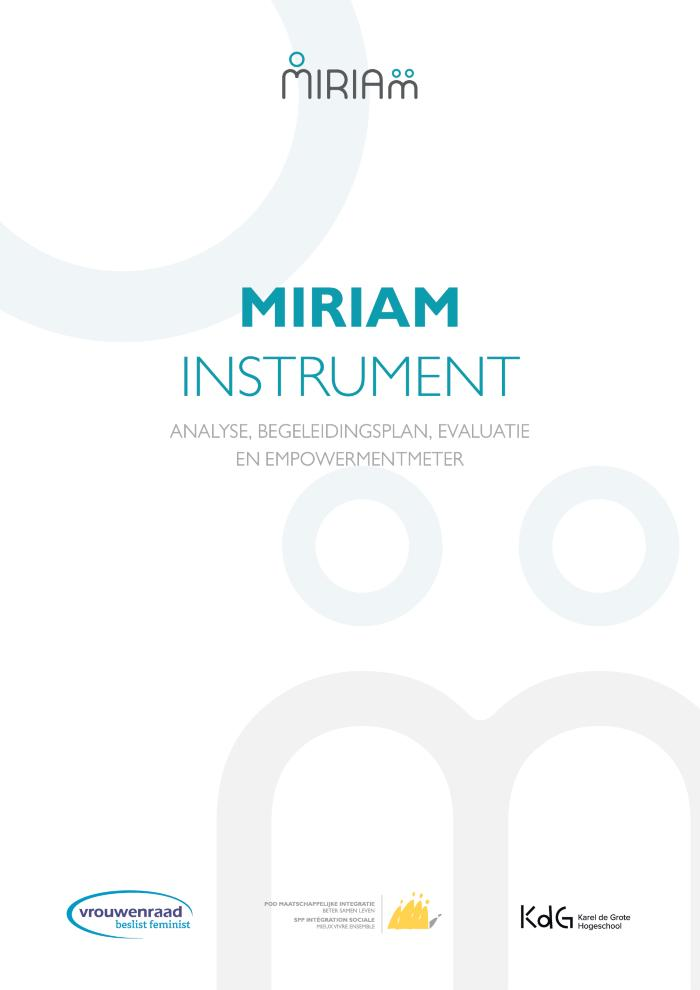 MIRIAM
MIRIAM
INSTRUMENT
ANALYSE, BEGELEIDINGSPLAN, EVALUATIE
EN EMPOWERMENTMETER
vrouwenraad
beslist feminist
POD MAATSCHAPPELIJKE INTEGRATIE
BETER SAMEN LEVEN
SPP INTÉGRATION SOCIALE
MIEUX VIVRE ENSEMBLE
KdG
Karel de Grote
Hogeschool